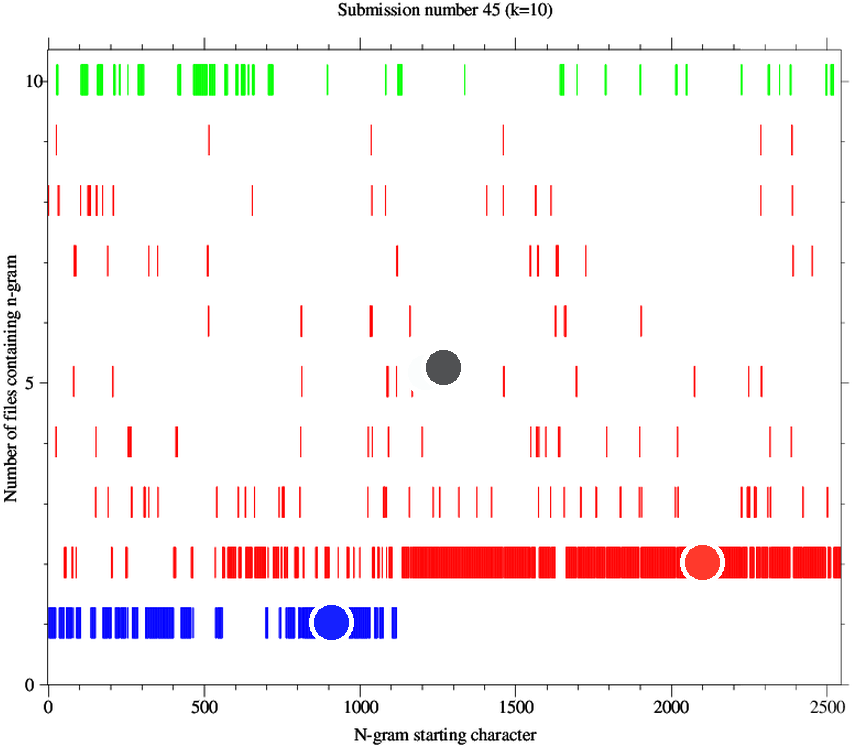 Submission number 45 (k=10)
10
5
0
Number of files containing n-gram
0 500 1000 1500 2000 2500
N-gram starting character